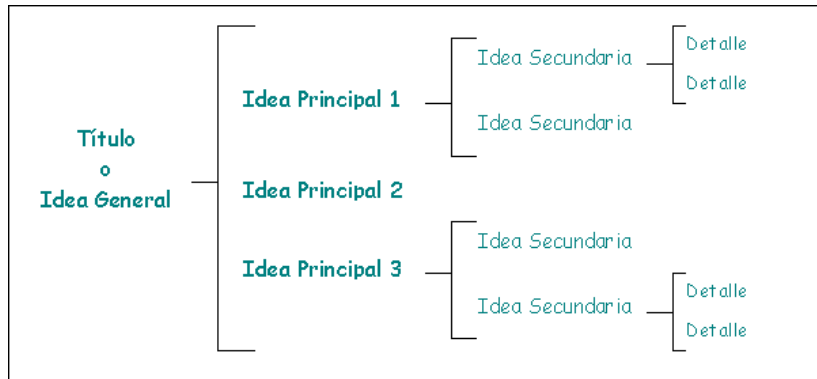 Título
o
Idea General
Idea Principal 1
Idea Secundaria
Detalle
Detalle
Idea Secundaria
Idea Principal 2
Idea Principal 3
Idea Secundaria
Idea Secundaria
Detalle
Detalle